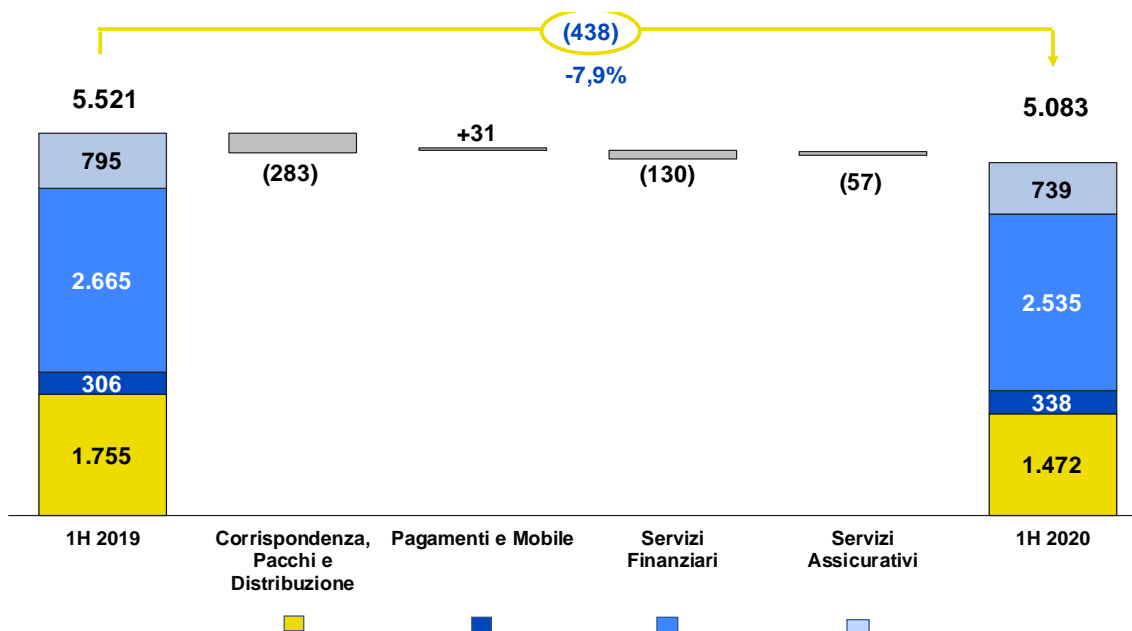 (438)
-7,9%
5.521
5.083
+31
795
(283)
(130)
(57)
739
2.665
2.535
306
338
1.755
1.472
1H 2019
Corrispondenza,
Pacchi e
Distribuzione
Pagamenti e Mobile
Servizi
Finanziari
Servizi
Assicurativi
1H 2020